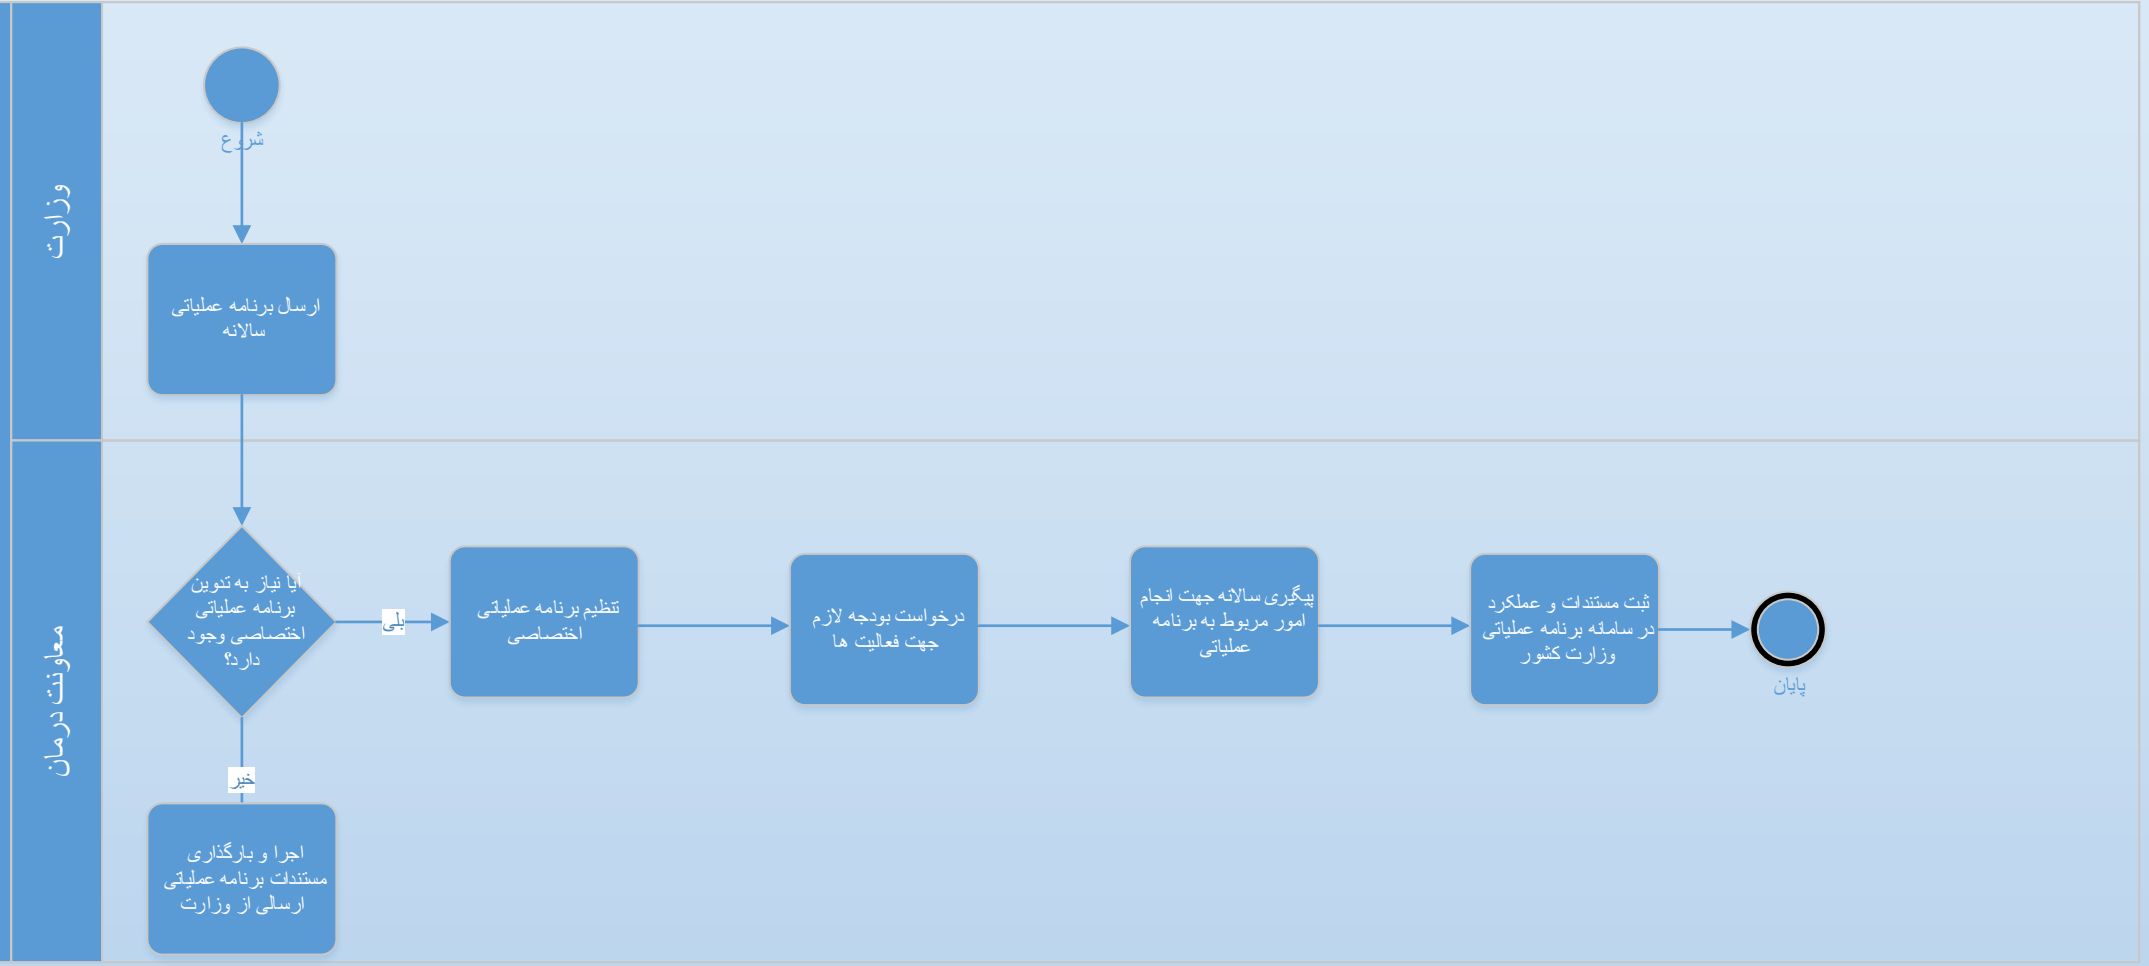 وزارت
شروع
ارسال برنامه عملیاتی
سالانه
معاونت درمان
آیا نیاز به تدوین
برنامه عملیاتی
اختصاصی وجود
دارد؟
بلی
تنظیم برنامه عملیاتی
اختصاصی
درخواست بودجه لازم
جهت فعالیت ها
پیگیری سالانه جهت انجام
امور مربوط به برنامه
عملیاتی
ثبت مستندات و عملکرد
در سامانه برنامه عملیاتی
وزارت کشور
پایان
خیر
اجرا و بارگذاری
مستندات برنامه عملیاتی
ارسالی از وزارت